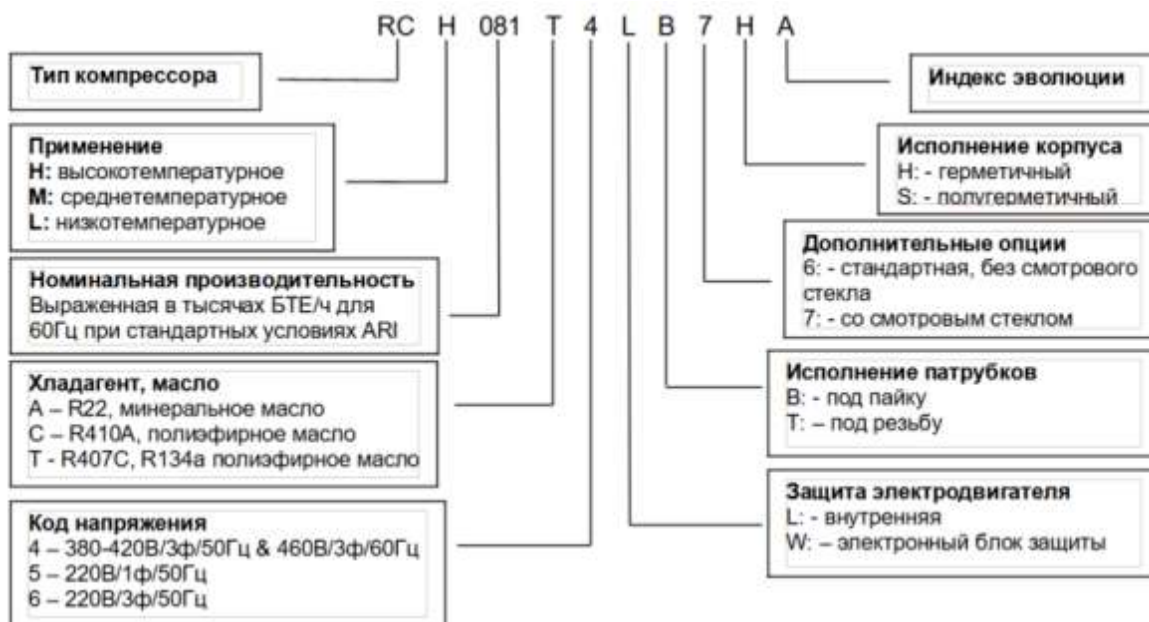 RC H 081 T 4 L B 7 H A
Тип компрессора
Применение
H: высокотемпературное
M: среднетемпературное
L: низкотемпературное
Номинальная производительность
Выраженная в тысячах БТЕ/ч для
60Гц при стандартных условиях ARI
Хладагент, масло
A – R22, минеральное масло
C – R410A, полиэфирное масло
T - R407C, R134a полиэфирное масло
Код напряжения
4 – 380-420В/3ф/50Гц & 460В/3ф/60Гц
5 – 220В/1ф/50Гц
6 – 220В/3ф/50Гц
Индекс эволюции
Исполнение корпуса
H: - герметичный
S: - полугерметичный
Дополнительные опции
6: - стандартная, без смотрового
стекла
7: - со смотровым стеклом
Исполнение патрубков
B: - под пайку
T: – под резьбу
Защита электродвигателя
L: - внутренняя
W: – электронный блок защиты